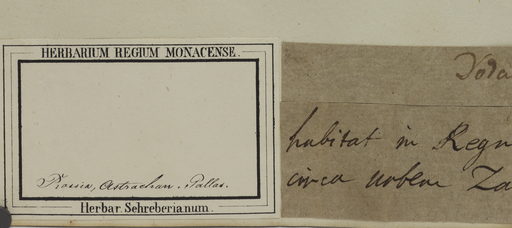 HERBARIUM REGIUM MONACENSE.
Rossia, Astrachan. Pallas.
Herbar. Schreberianum.
habitat in Regn
circa urbem Za